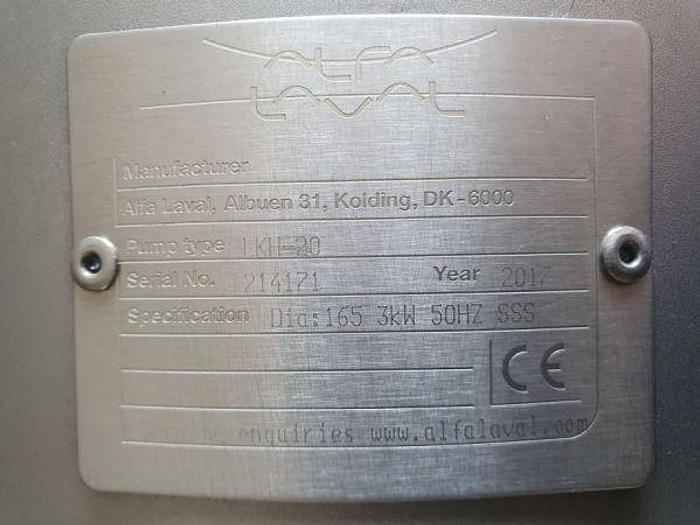 ALFA
LAVAL
Manufacturer
Alfa Laval, Albuen 31, Kolding, DK-6000
Pump type LKH-20
Serial No. 214171 Year 2017
Specification Dia:165 3kW 50HZ SSS
CE
enquiries www.alfalaval.com